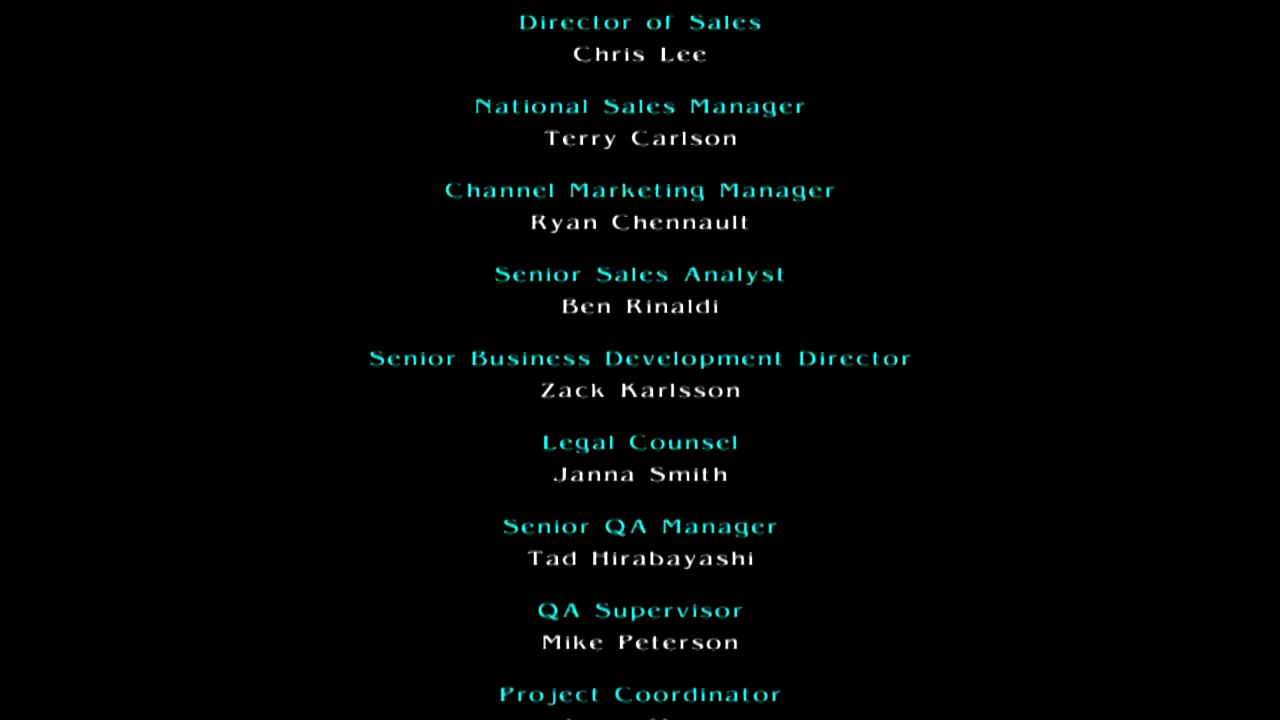 Director of Sales
Chris Lee
National Sales Manager
Terry Carlson
Channel Marketing Manager
Ryan Chennault
Senior Sales Analyst
Ben Rinaldi
Senior Business Development Director
Zack Karlsson
Legal Counsel
Janna Smith
Senior QA Manager
Tad Hirabayashi
QA Supervisor
Mike Peterson
Project Coordinator